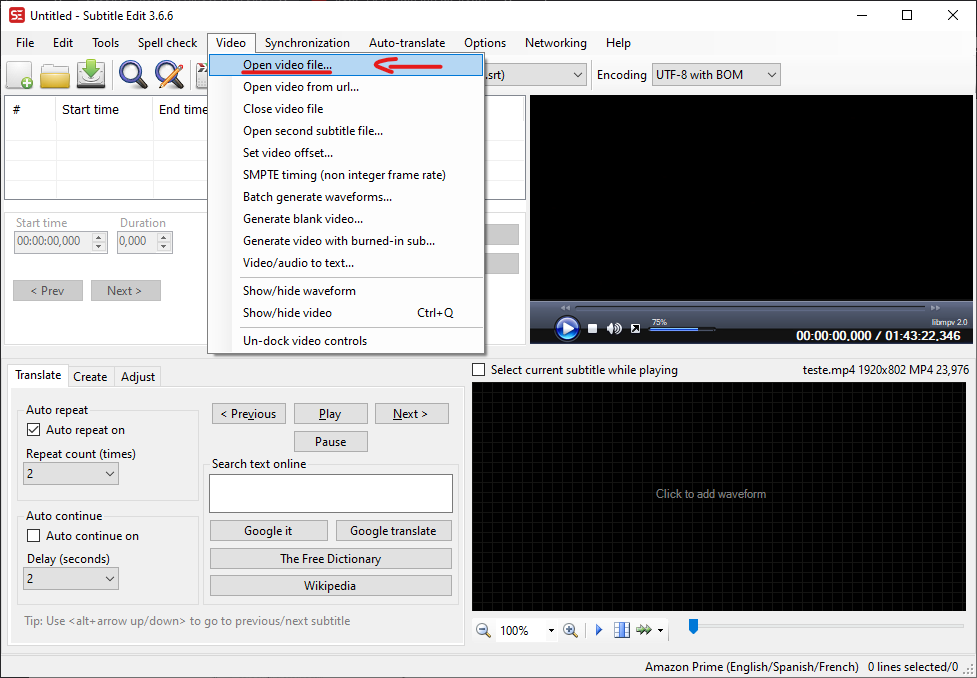 Untitled - Subtitle Edit 3.6.6
File Edit Tools Spell check Video Synchronization Auto-translate Options Networking Help
Open video file...
Open video from url...
Close video file
Open second subtitle file...
Set video offset...
SMPTE timing (non integer frame rate)
Batch generate waveforms...
Generate blank video...
Generate video with burned-in sub...
Video/audio to text...
Show/hide waveform
Show/hide video Ctrl+Q
Un-dock video controls
.srt) Encoding UTF-8 with BOM
# Start time End time
Start time Duration
00:00:00,000 0,000
< Prev Next >
75%
libmpv 2.0
00:00:00,000 / 01:43:22,346
Translate Create Adjust
Auto repeat
Auto repeat on
Repeat count (times)
2
Auto continue
Auto continue on
Delay (seconds)
2
< Previous Play Next >
Pause
Search text online
Google it Google translate
The Free Dictionary
Wikipedia
Tip: Use <alt+arrow up/down> to go to previous/next subtitle
Select current subtitle while playing teste.mp4 1920x802 MP4 23,976
Click to add waveform
100%
Amazon Prime (English/Spanish/French) 0 lines selected/0